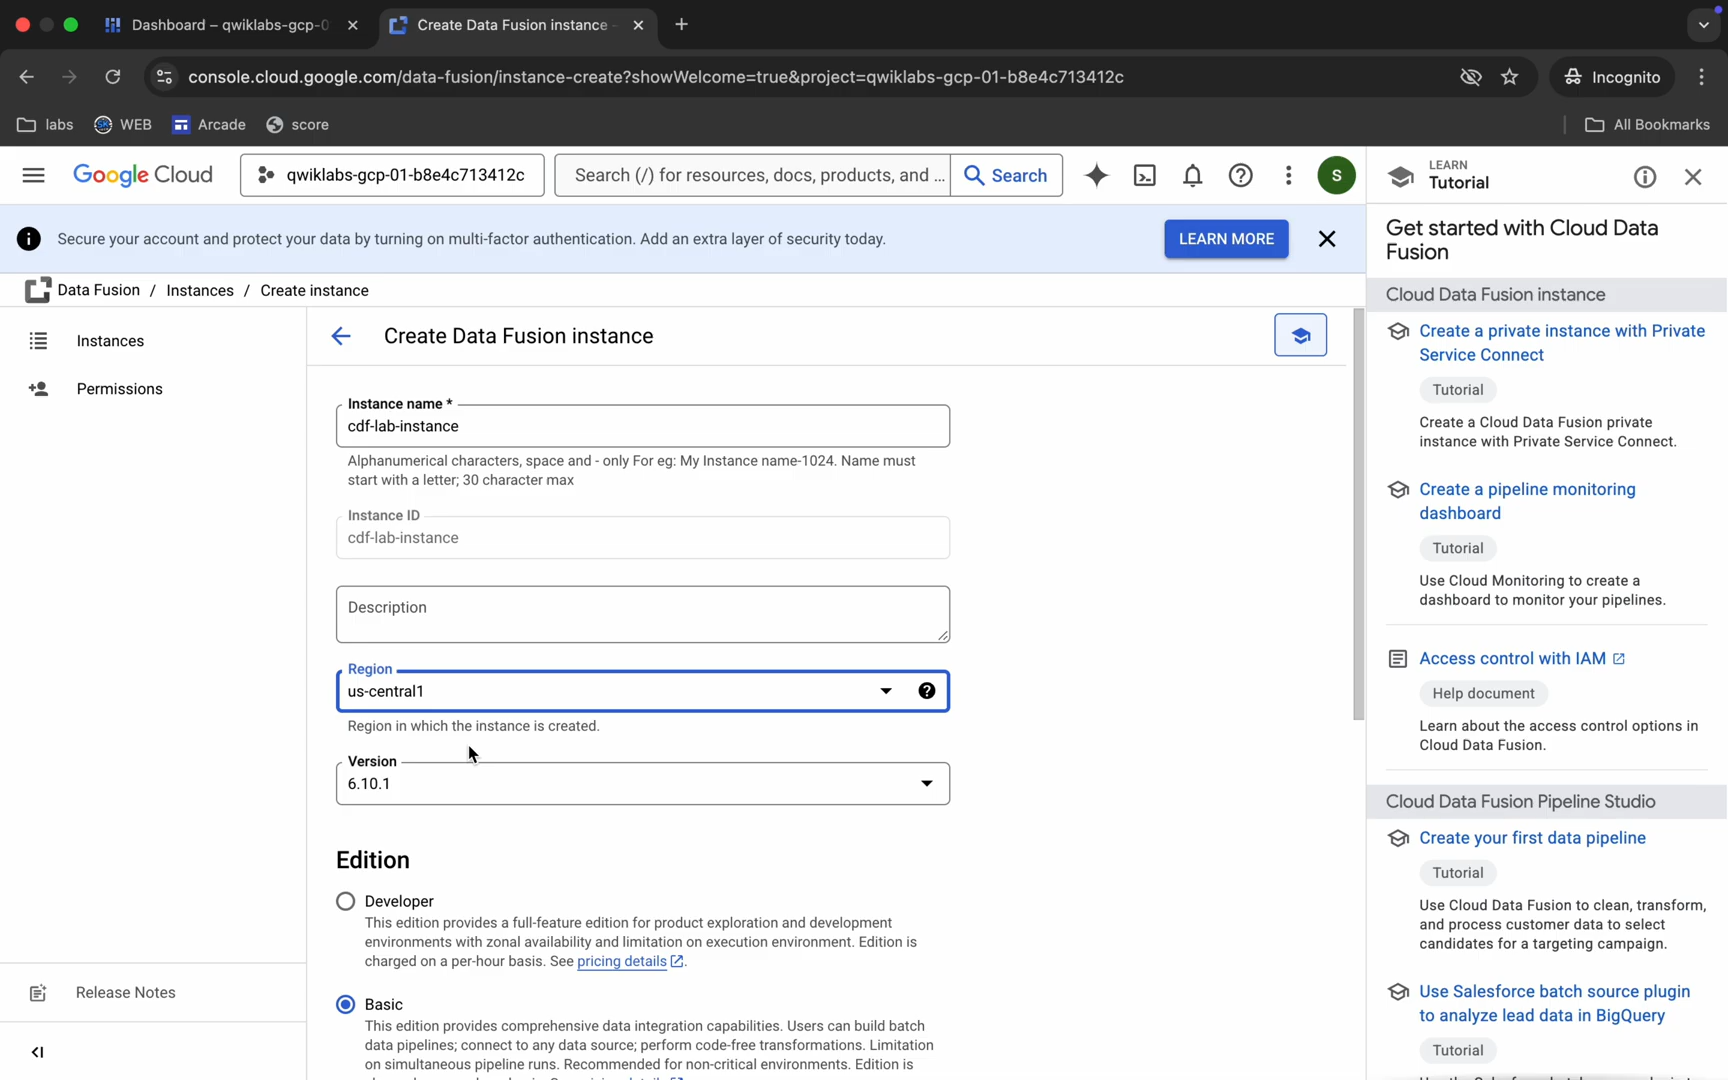 Dashboard – qwiklabs-gcp-0
Create Data Fusion instance
console.cloud.google.com/data-fusion/instance-create?showWelcome=true&project=qwiklabs-gcp-01-b8e4c713412c
Incognito
labs
WEB
Arcade
score
All Bookmarks
Google Cloud
qwiklabs-gcp-01-b8e4c713412c
Search (/) for resources, docs, products, and ...
Search
S
LEARN
Tutorial
Secure your account and protect your data by turning on multi-factor authentication. Add an extra layer of security today.
LEARN MORE
Data Fusion / Instances / Create instance
Instances
Permissions
Release Notes
Create Data Fusion instance
Instance name *
cdf-lab-instance
Alphanumerical characters, space and - only For eg: My Instance name-1024. Name must
start with a letter; 30 character max
Instance ID
cdf-lab-instance
Description
Region
us-central1
Region in which the instance is created.
Version
6.10.1
Edition
Developer
This edition provides a full-feature edition for product exploration and development
environments with zonal availability and limitation on execution environment. Edition is
charged on a per-hour basis. See pricing details.
Basic
This edition provides comprehensive data integration capabilities. Users can build batch
data pipelines; connect to any data source; perform code-free transformations. Limitation
on simultaneous pipeline runs. Recommended for non-critical environments. Edition is
Get started with Cloud Data
Fusion
Cloud Data Fusion instance
Create a private instance with Private
Service Connect
Tutorial
Create a Cloud Data Fusion private
instance with Private Service Connect.
Create a pipeline monitoring
dashboard
Tutorial
Use Cloud Monitoring to create a
dashboard to monitor your pipelines.
Access control with IAM
Help document
Learn about the access control options in
Cloud Data Fusion.
Cloud Data Fusion Pipeline Studio
Create your first data pipeline
Tutorial
Use Cloud Data Fusion to clean, transform,
and process customer data to select
candidates for a targeting campaign.
Use Salesforce batch source plugin
to analyze lead data in BigQuery
Tutorial